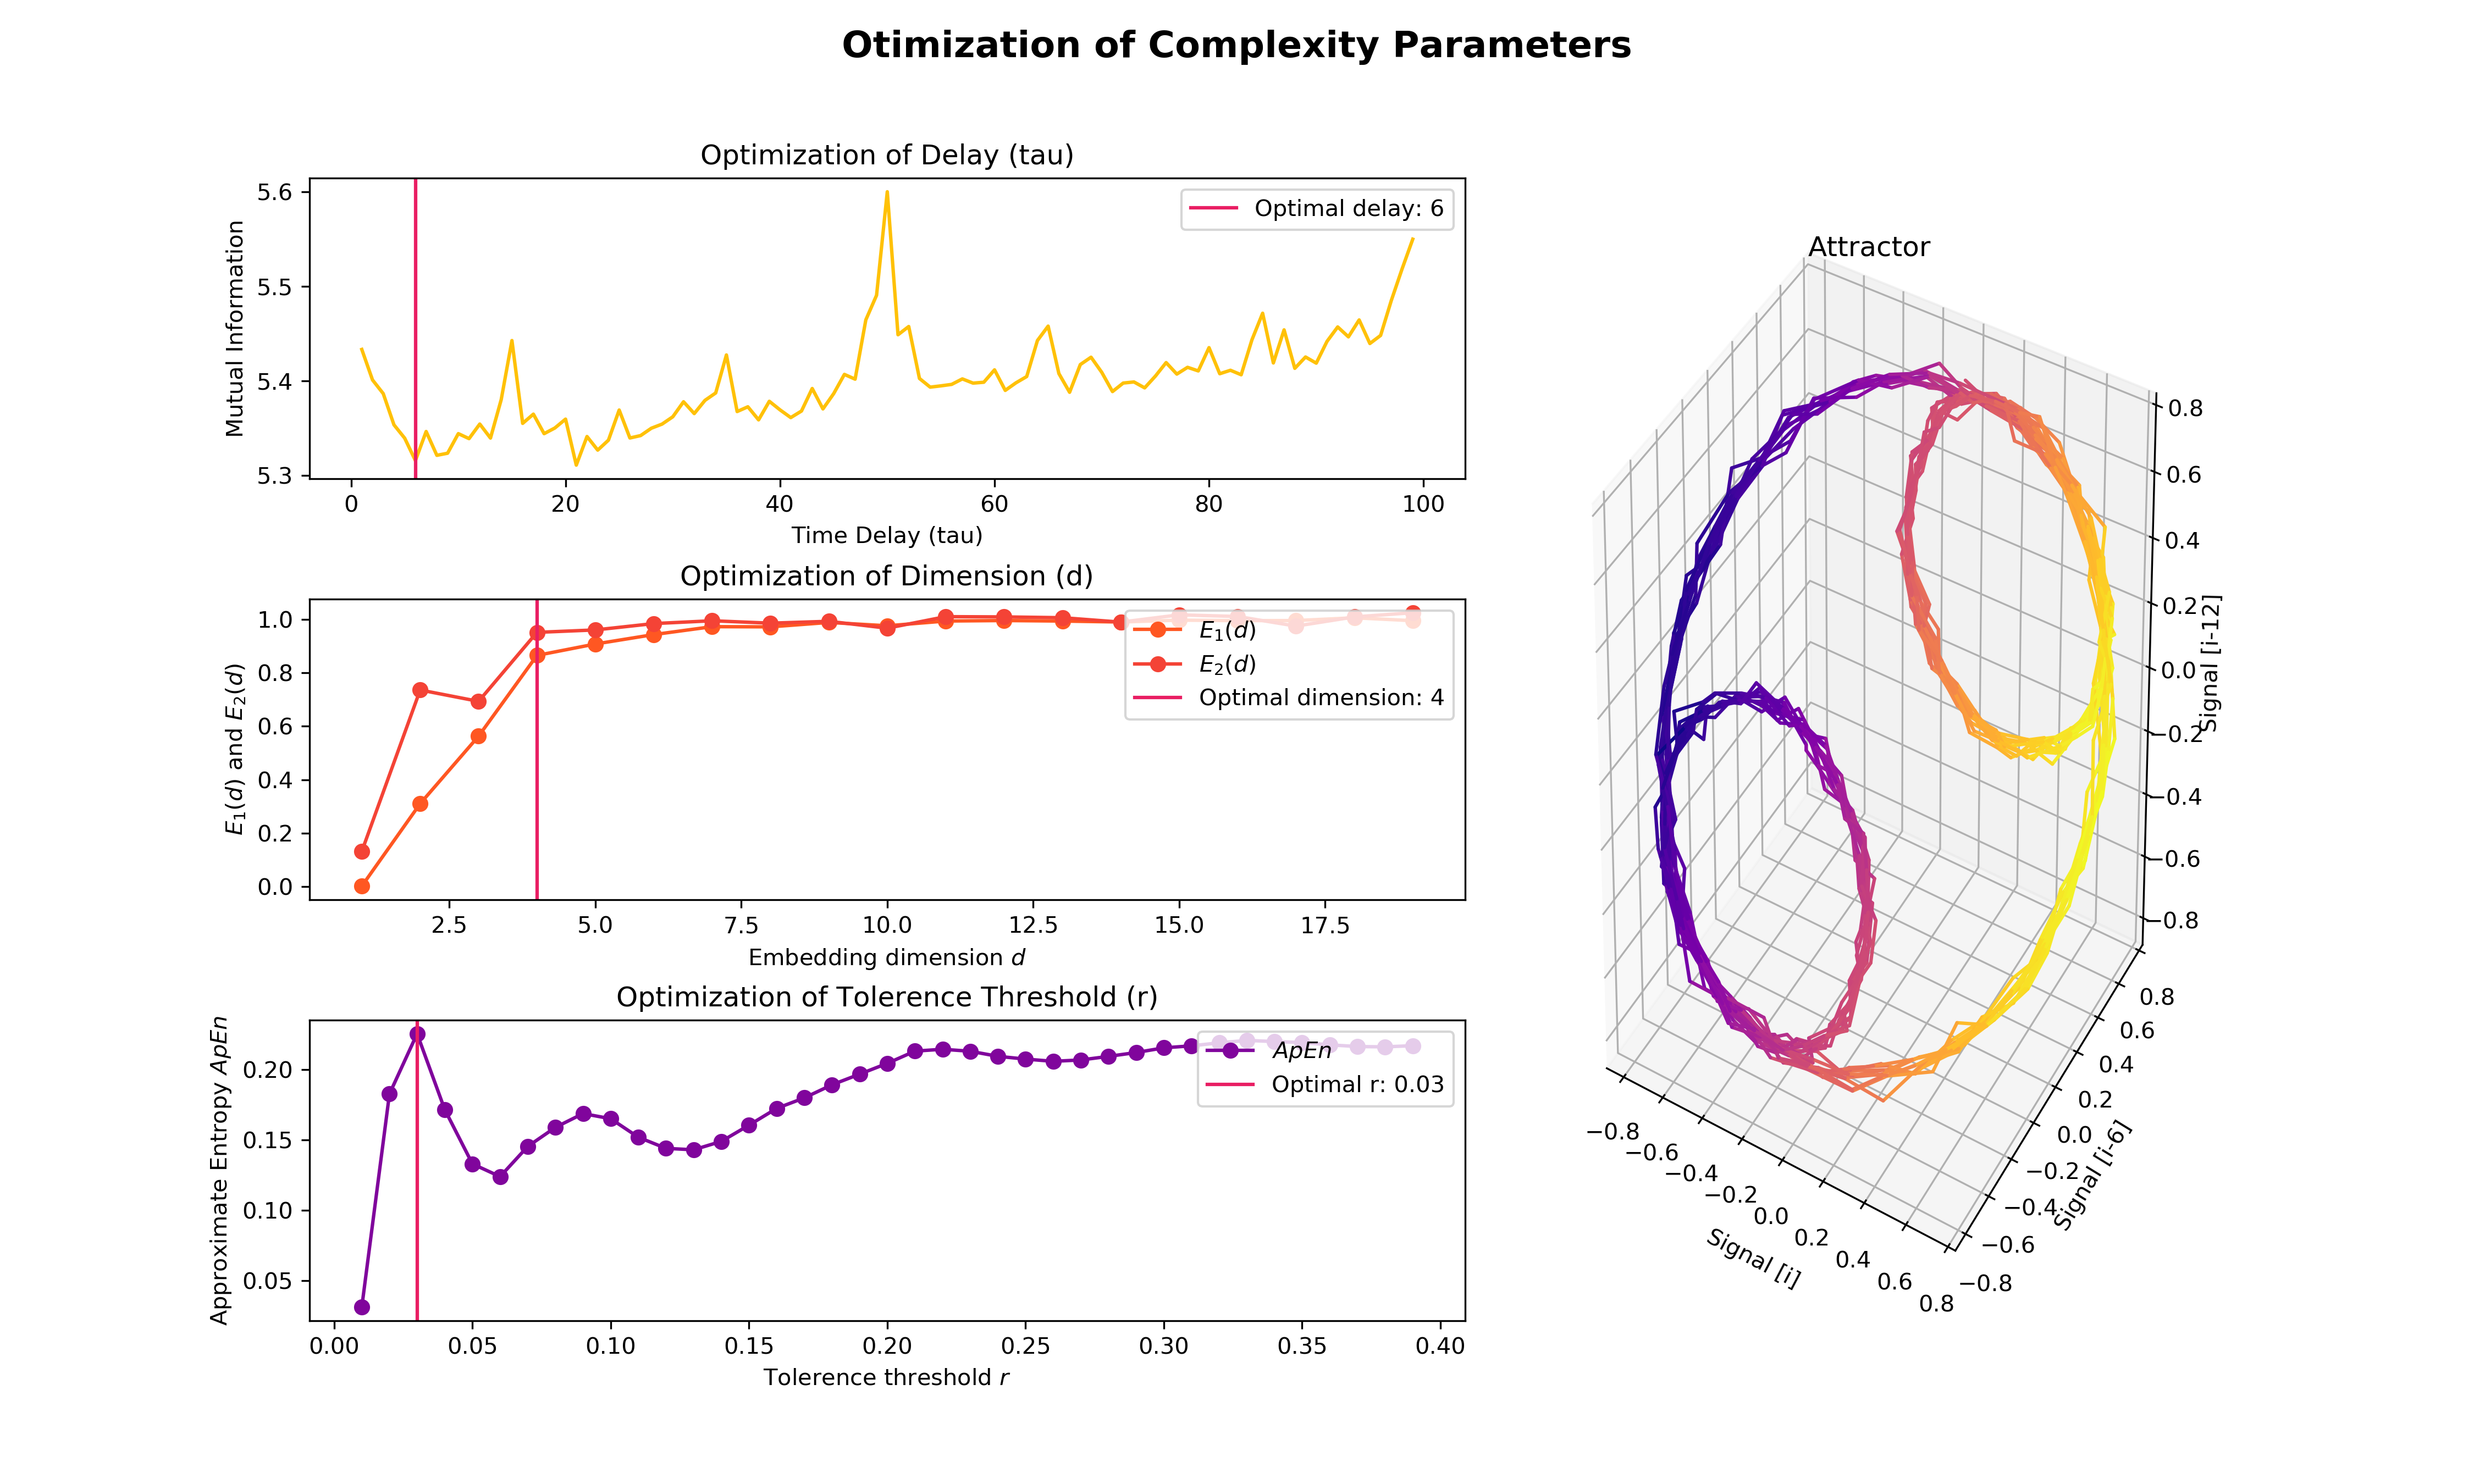 Otimization of Complexity Parameters
Optimization of Delay (tau)
Mutual Information
5.6
5.5
5.4
5.3
Optimal delay: 6
0 20 40 60 80 100
Time Delay (tau)
Optimization of Dimension (d)
E₁(d) and E₂(d)
1.0
0.8
0.6
0.4
0.2
0.0
E₁(d)
E₂(d)
Optimal dimension: 4
2.5 5.0 7.5 10.0 12.5 15.0 17.5
Embedding dimension d
Optimization of Tolerence Threshold (r)
Approximate Entropy ApEn
0.20
0.15
0.10
0.05
ApEn
Optimal r: 0.03
0.00 0.05 0.10 0.15 0.20 0.25 0.30 0.35 0.40
Tolerence threshold r
Attractor
0.8
0.6
0.4
0.2
0.0
−0.2
−0.4
−0.6
−0.8
Signal [i-12]
0.8
0.6
0.4
0.2
0.0
−0.2
−0.4
−0.6
−0.8
Signal [i-6]
−0.8
−0.6
−0.4
−0.2
0.0
0.2
0.4
0.6
0.8
Signal [i]